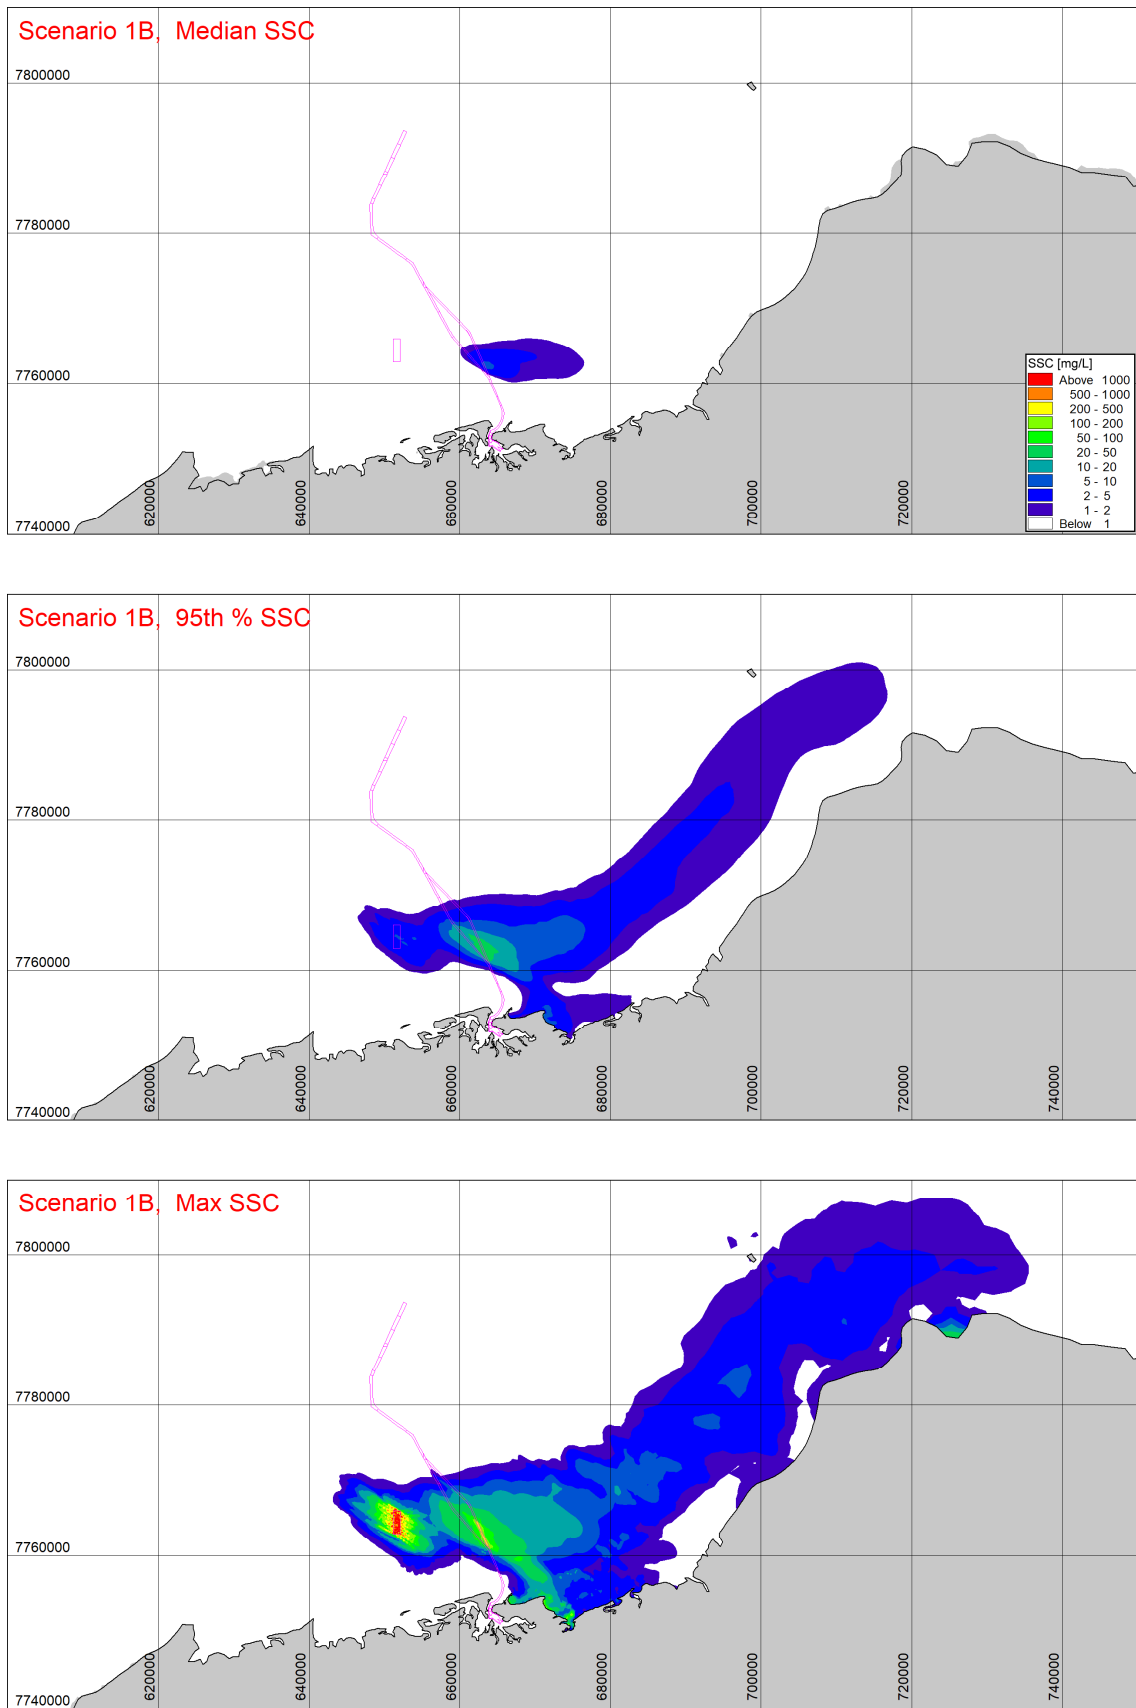 Scenario 1B,  Median SSC
7800000
7780000
7760000
7740000
620000
640000
660000
680000
700000
720000
SSC [mg/L]
Above 1000
500 - 1000
200 - 500
100 - 200
50 - 100
20 - 50
10 - 20
5 - 10
2 - 5
1 - 2
Below 1
Scenario 1B,  95th % SSC
7800000
7780000
7760000
7740000
620000
640000
660000
680000
700000
720000
740000
Scenario 1B,  Max SSC
7800000
7780000
7760000
7740000
620000
640000
660000
680000
700000
720000
740000